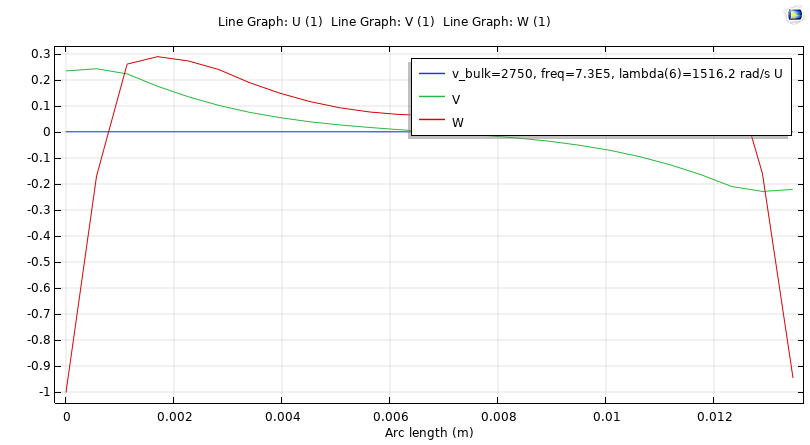 Line Graph: U (1) Line Graph: V (1) Line Graph: W (1)
v_bulk=2750, freq=7.3E5, lambda(6)=1516.2 rad/s U
V
W
0.3
0.2
0.1
0
-0.1
-0.2
-0.3
-0.4
-0.5
-0.6
-0.7
-0.8
-0.9
-1
0 0.002 0.004 0.006 0.008 0.01 0.012
Arc length (m)